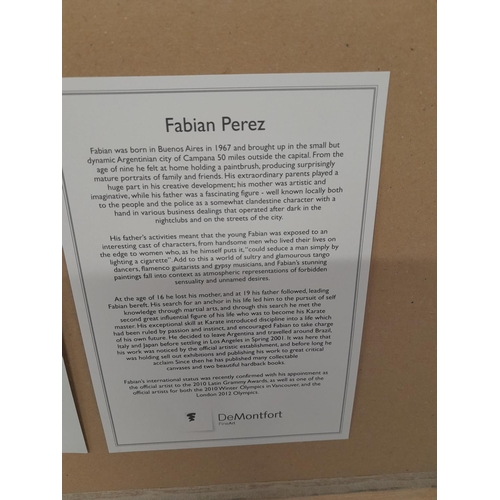 Fabian Perez
Fabian was born in Buenos Aires in 1967 and brought up in the small but
dynamic Argentinian city of Campana 50 miles outside the capital. From the
age of nine he felt at home holding a paintbrush, producing surprisingly
mature portraits of family and friends. His extraordinary parents played a
huge part in his creative development; his mother was artistic and
imaginative, while his father was a fascinating figure - well known locally both
to the people and the police as a somewhat clandestine character with a
hand in various business dealings that operated after dark in the
nightclubs and on the streets of the city.
His father's activities meant that the young Fabian was exposed to an
interesting cast of characters, from handsome men who lived their lives on
the edge to women who, as he himself puts it, "could seduce a man simply by
lighting a cigarette". Add to this a world of sultry and glamourous tango
dancers, flamenco guitarists and gypsy musicians, and Fabian's stunning
paintings fall into context as atmospheric representations of forbidden
sensuality and unnamed desires.
At the age of 16 he lost his mother, and at 19 his father followed, leading
Fabian bereft. His search for an anchor in his life led him to the pursuit of self
knowledge through martial arts, and through this search he met the
second great influential figure of his life who was to become his Karate
master. His exceptional skill at Karate introduced discipline into a life which
had been ruled by passion and instinct, and encouraged Fabian to take charge
of his own future. He decided to leave Argentina and travelled around Brazil,
Italy and Japan before settling in Los Angeles in Spring 2001. It was here that
his work was noticed by the official artistic establishment, and before long he
was holding sell out exhibitions and publishing his work to great critical
acclaim Since then he has published many collectable
canvases and two beautiful hardback books.
Fabian's international status was recently confirmed with his appointment as
the official artist to the 2010 Latin Grammy Awards, as well as one of the
official artists for both the 2010 Winter Olympics in Vancouver, and the
London 2012 Olympics
DeMontfort
Fine Art